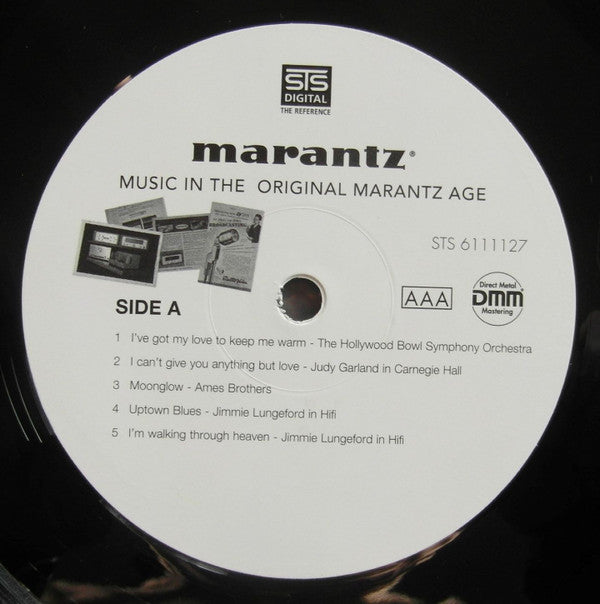 STS
DIGITAL
THE REFERENCE
marantz®
MUSIC IN THE ORIGINAL MARANTZ AGE
STS 6111127
SIDE A
AAA
Direct Metal
DMM
Mastering
1 I've got my love to keep me warm - The Hollywood Bowl Symphony Orchestra
2 I can't give you anything but love - Judy Garland in Carnegie Hall
3 Moonglow - Ames Brothers
4 Uptown Blues - Jimmie Lungeford in Hifi
5 I'm walking through heaven - Jimmie Lungeford in Hifi